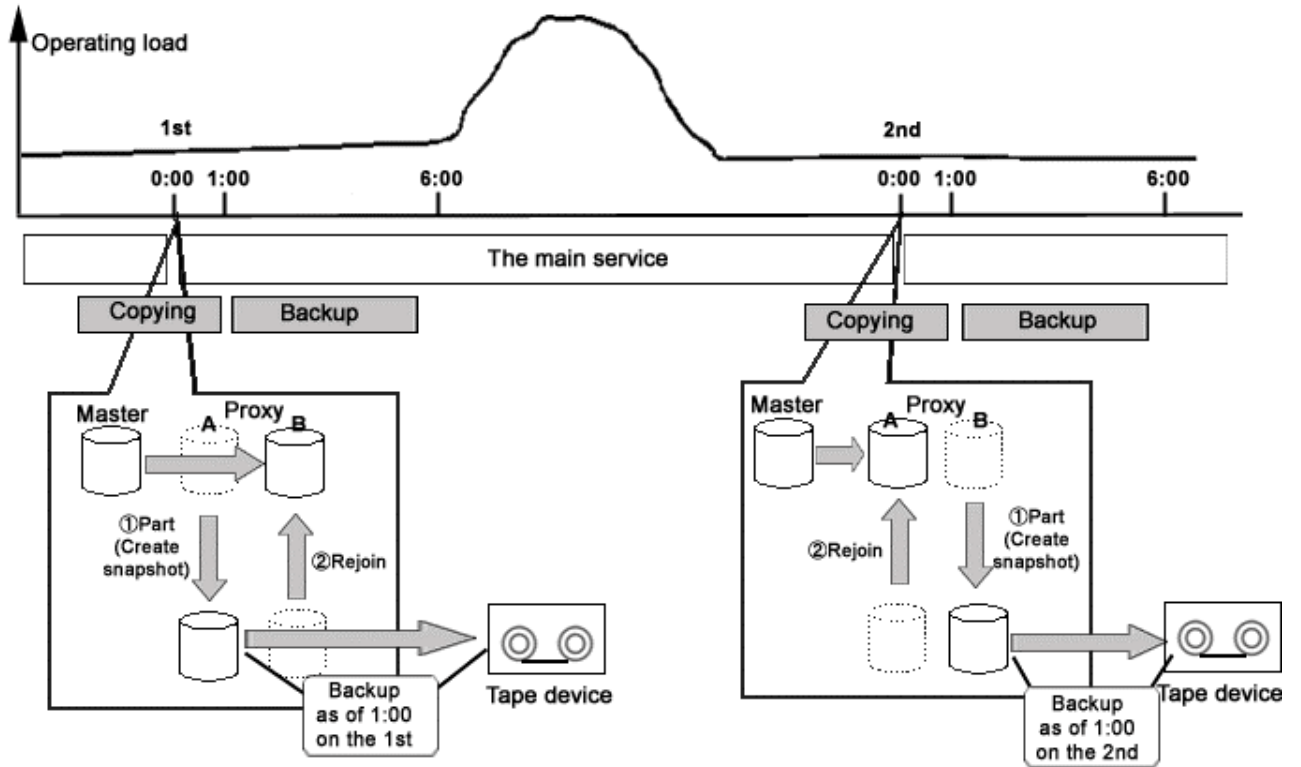 Operating load
1st
2nd
0:00 1:00 6:00 0:00 1:00 6:00
The main service
Copying Backup
Copying Backup
Master Proxy
A B
①Part
(Create
snapshot)
②Rejoin
Backup
as of 1:00
on the 1st
Tape device
Master Proxy
A B
②Rejoin
①Part
(Create
snapshot)
Backup
as of 1:00
on the 2nd
Tape device